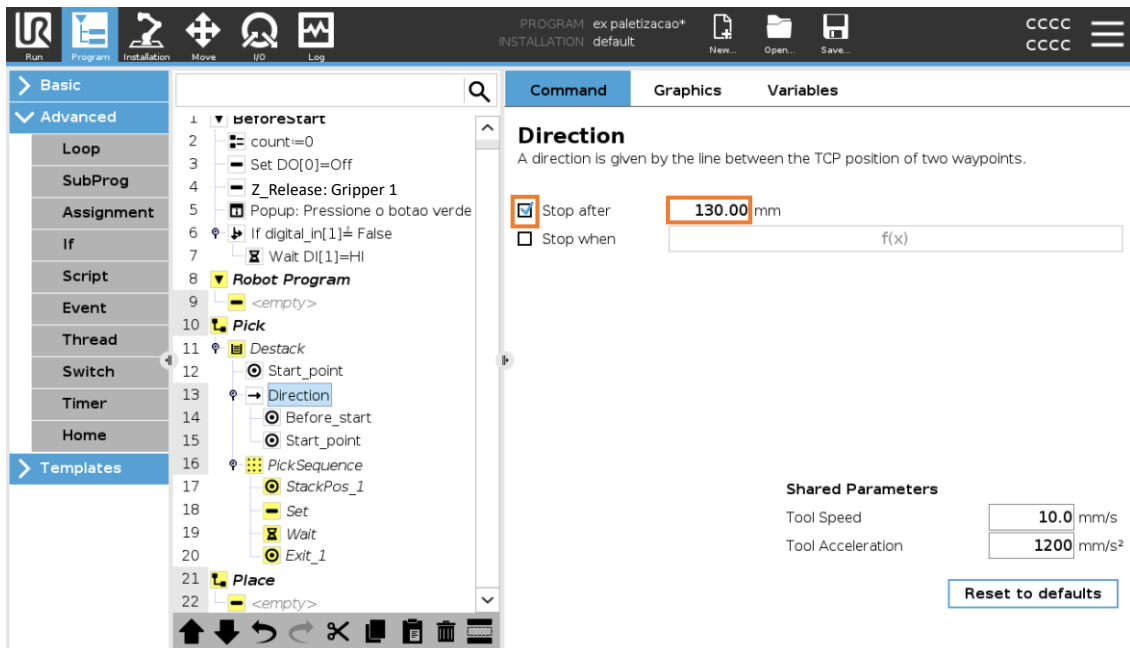 PROGRAM ex paletizacao*
INSTALLATION default
CCCC
CCCC
Run Program Installation Move I/O Log New... Open... Save...
Basic
Advanced
Loop
SubProg
Assignment
If
Script
Event
Thread
Switch
Timer
Home
Templates
1 BeforeStart
2 count:=0
3 Set DO[0]=Off
4 Z_Release: Gripper 1
5 Popup: Pressione o botao verde
6 If digital_in[1]≟ False
7 Wait DI[1]=HI
8 Robot Program
9 <empty>
10 Pick
11 Destack
12 Start_point
13 Direction
14 Before_start
15 Start_point
16 PickSequence
17 StackPos_1
18 Set
19 Wait
20 Exit_1
21 Place
22 <empty>
Command Graphics Variables
Direction
A direction is given by the line between the TCP position of two waypoints.
Stop after 130.00 mm
Stop when f(x)
Shared Parameters
Tool Speed 10.0 mm/s
Tool Acceleration 1200 mm/s²
Reset to defaults